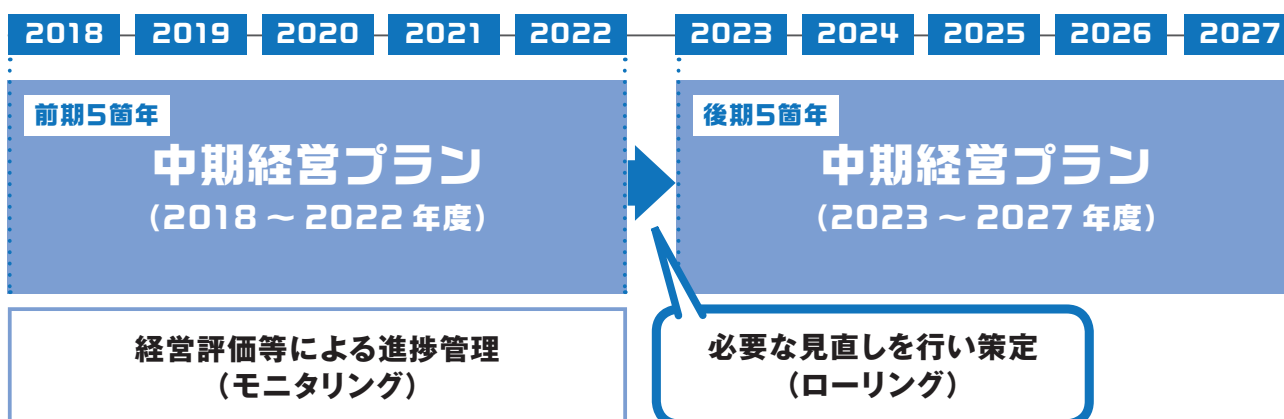 2018 2019 2020 2021 2022 2023 2024 2025 2026 2027
前期5箇年
中期経営プラン
(2018 ～ 2022 年度)
後期5箇年
中期経営プラン
(2023 ～ 2027 年度)
経営評価等による進捗管理
(モニタリング)
必要な見直しを行い策定
(ローリング)